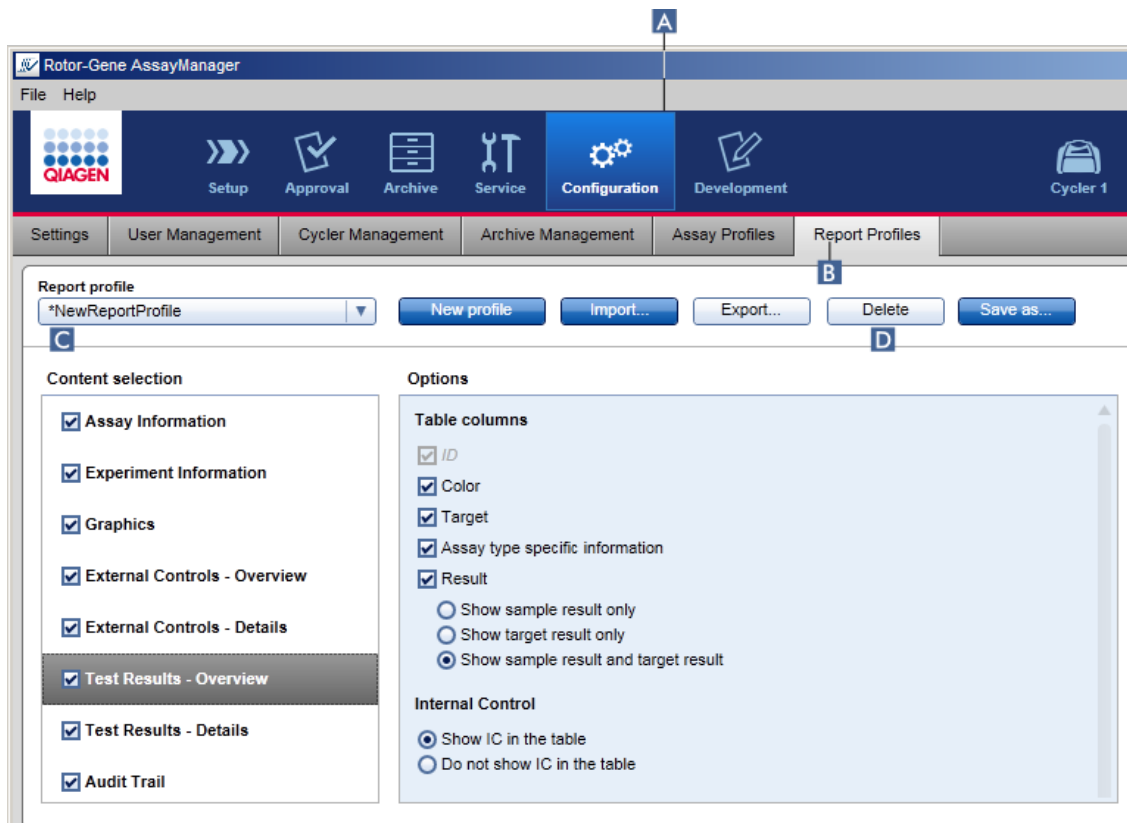 A
Rotor-Gene AssayManager
File Help
QIAGEN
Setup Approval Archive Service Configuration Development Cycler 1
Settings User Management Cycler Management Archive Management Assay Profiles Report Profiles
B
Report profile
*NewReportProfile New profile Import... Export... Delete Save as...
C D
Content selection
Assay Information
Experiment Information
Graphics
External Controls - Overview
External Controls - Details
Test Results - Overview
Test Results - Details
Audit Trail
Options
Table columns
ID
Color
Target
Assay type specific information
Result
Show sample result only
Show target result only
Show sample result and target result
Internal Control
Show IC in the table
Do not show IC in the table